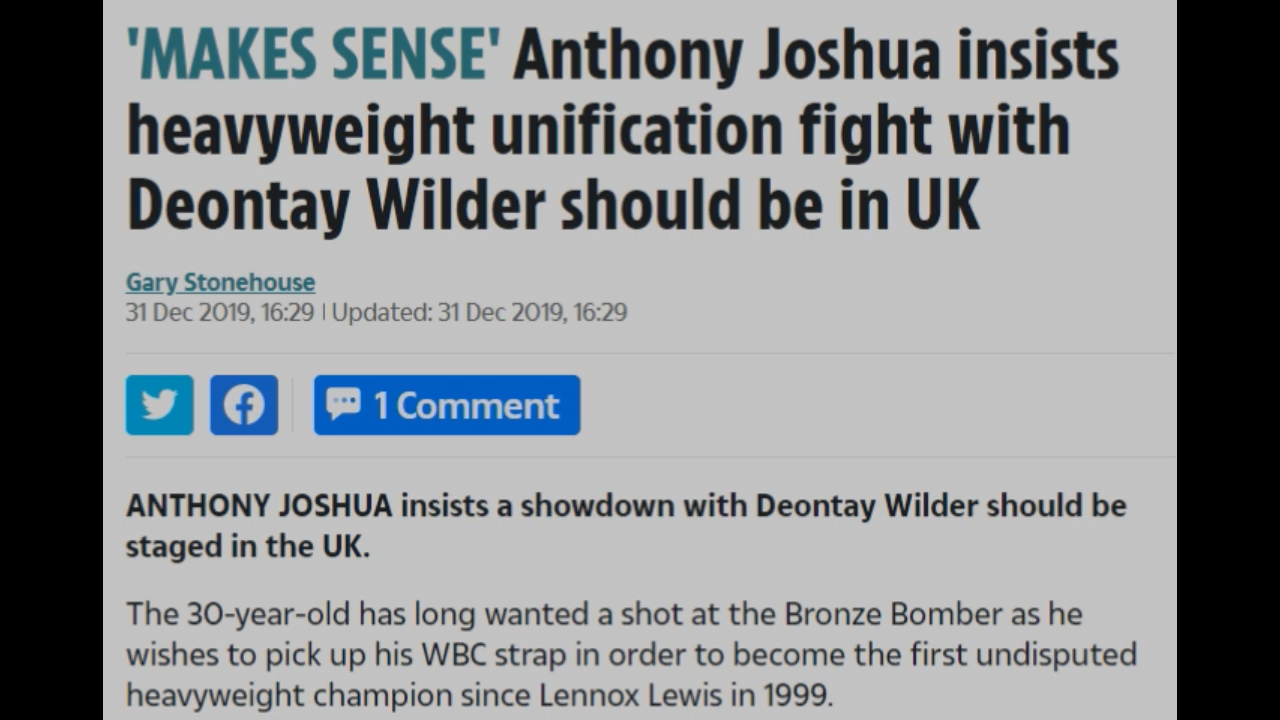 'MAKES SENSE' Anthony Joshua insists
heavyweight unification fight with
Deontay Wilder should be in UK
Gary Stonehouse
31 Dec 2019, 16:29 | Updated: 31 Dec 2019, 16:29
1 Comment
ANTHONY JOSHUA insists a showdown with Deontay Wilder should be
staged in the UK.
The 30-year-old has long wanted a shot at the Bronze Bomber as he
wishes to pick up his WBC strap in order to become the first undisputed
heavyweight champion since Lennox Lewis in 1999.